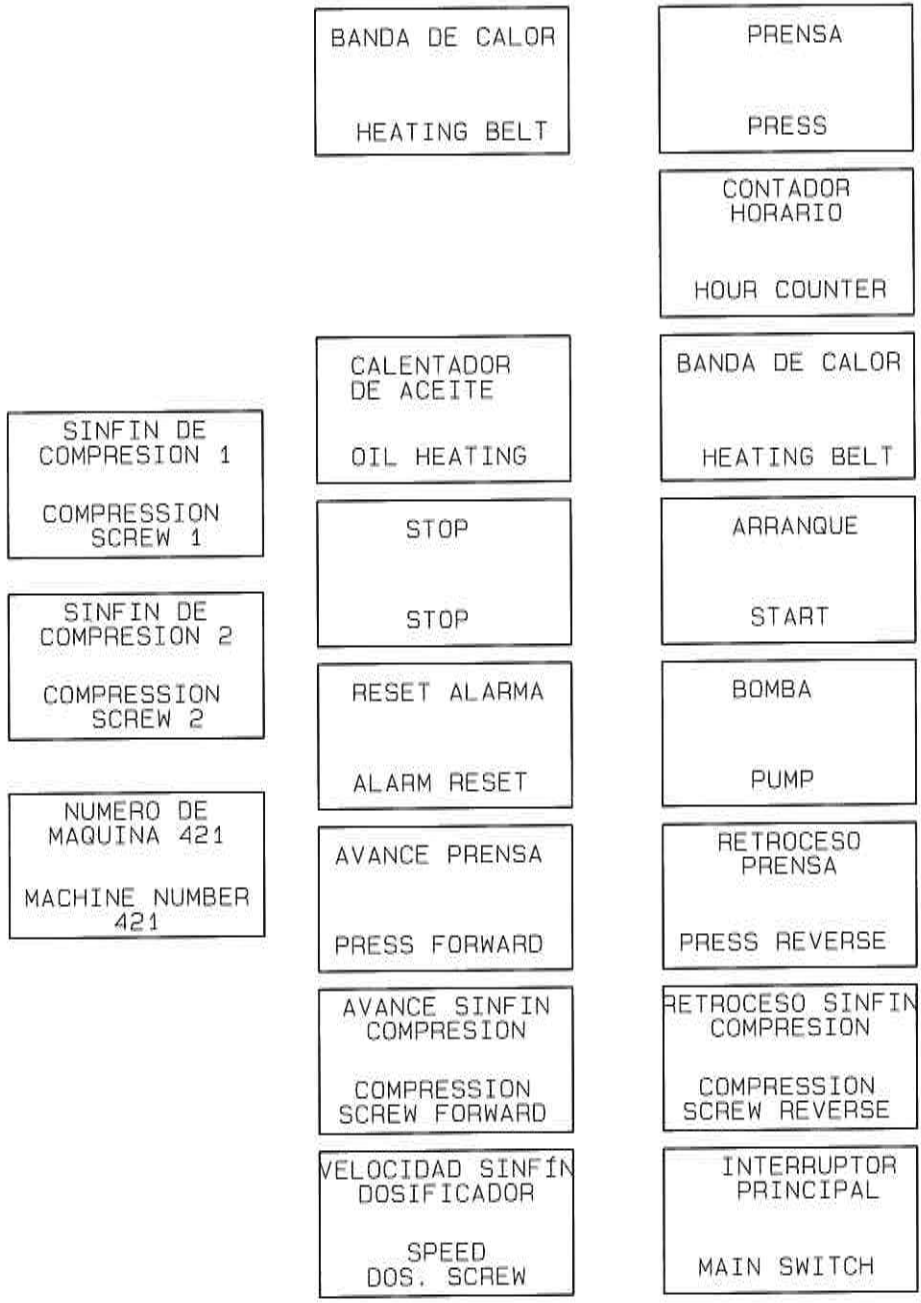 BANDA DE CALOR
HEATING BELT
PRENSA
PRESS
CONTADOR
HORARIO
HOUR COUNTER
CALENTADOR
DE ACEITE
OIL HEATING
BANDA DE CALOR
HEATING BELT
SINFIN DE
COMPRESION 1
COMPRESSION
SCREW 1
STOP
STOP
ARRANQUE
START
SINFIN DE
COMPRESION 2
COMPRESSION
SCREW 2
RESET ALARMA
ALARM RESET
BOMBA
PUMP
NUMERO DE
MAQUINA 421
MACHINE NUMBER
421
AVANCE PRENSA
PRESS FORWARD
RETROCESO
PRENSA
PRESS REVERSE
AVANCE SINFIN
COMPRESION
COMPRESSION
SCREW FORWARD
RETROCESO SINFIN
COMPRESION
COMPRESSION
SCREW REVERSE
VELOCIDAD SINFÍN
DOSIFICADOR
SPEED
DOS. SCREW
INTERRUPTOR
PRINCIPAL
MAIN SWITCH